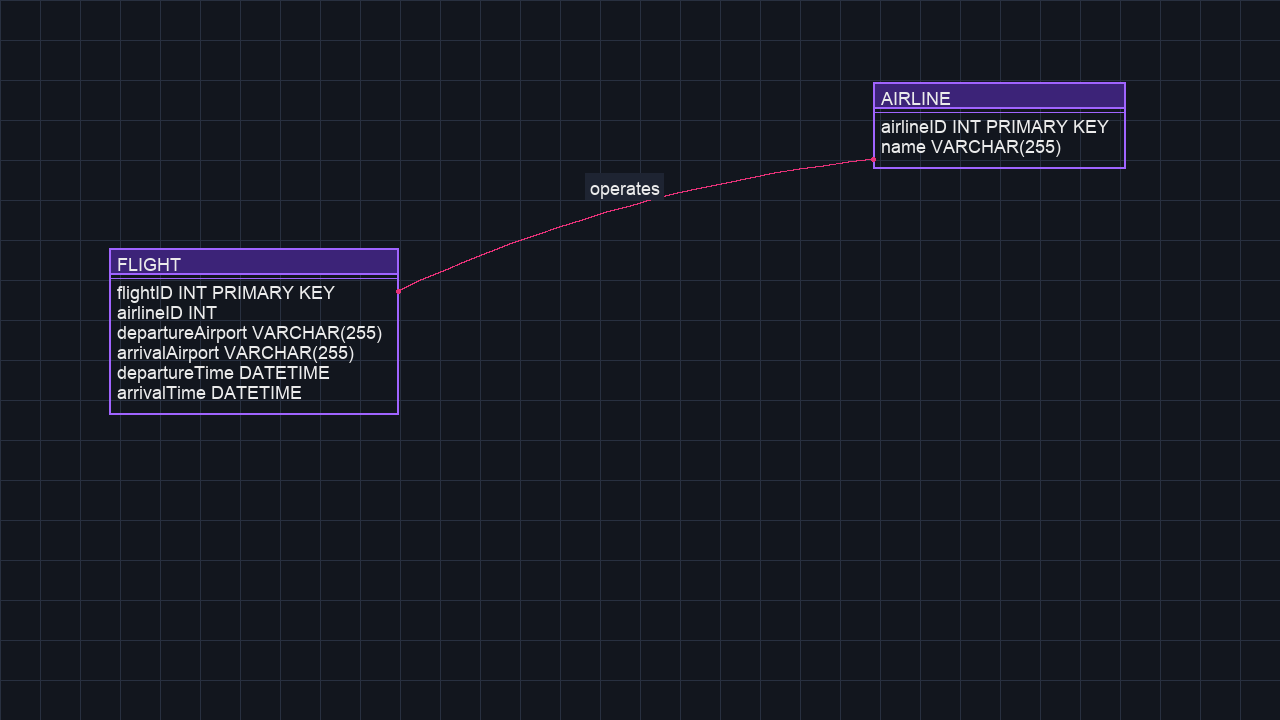 AIRLINE
airlineID INT PRIMARY KEY
name VARCHAR(255)
operates
FLIGHT
flightID INT PRIMARY KEY
airlineID INT
departureAirport VARCHAR(255)
arrivalAirport VARCHAR(255)
departureTime DATETIME
arrivalTime DATETIME